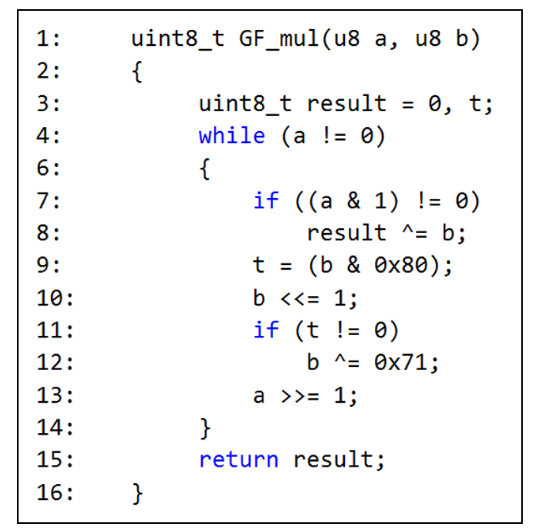 1: uint8_t GF_mul(u8 a, u8 b)
2: {
3: uint8_t result = 0, t;
4: while (a != 0)
6: {
7: if ((a & 1) != 0)
8: result ^= b;
9: t = (b & 0x80);
10: b <<= 1;
11: if (t != 0)
12: b ^= 0x71;
13: a >>= 1;
14: }
15: return result;
16: }